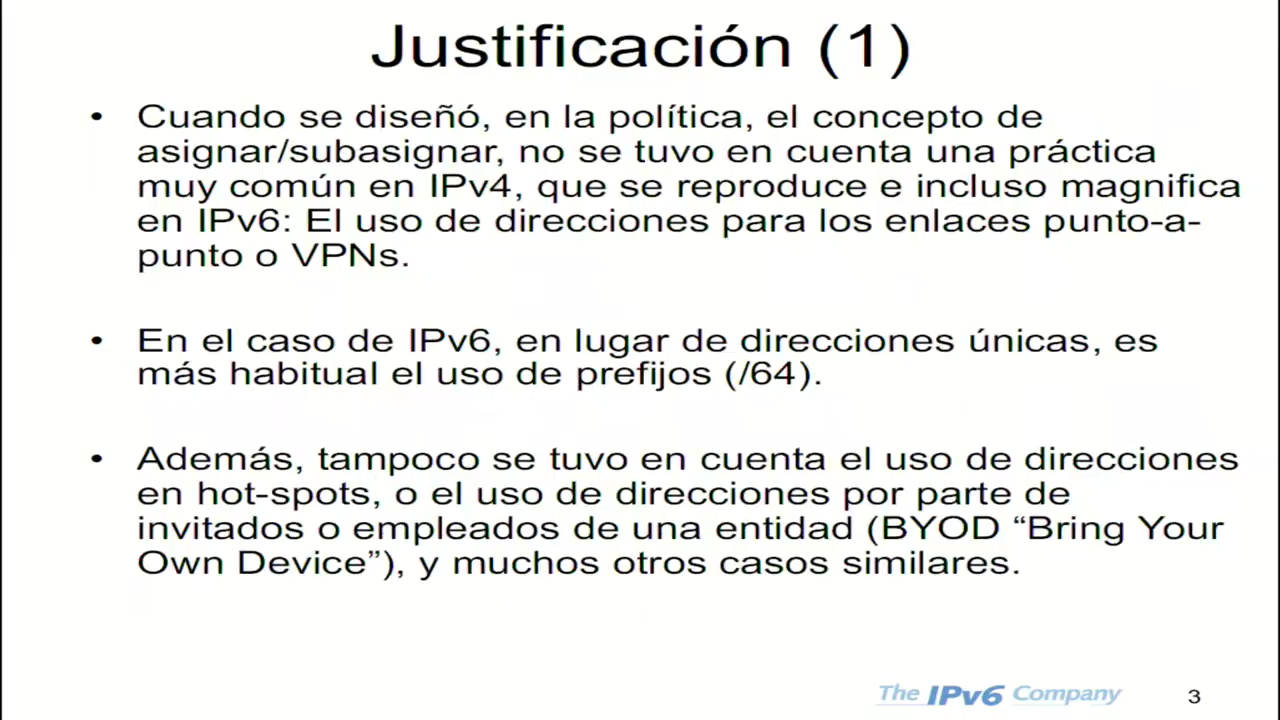 Justificación (1)
• Cuando se diseñó, en la política, el concepto de
asignar/subasignar, no se tuvo en cuenta una práctica
muy común en IPv4, que se reproduce e incluso magnifica
en IPv6: El uso de direcciones para los enlaces punto-a-
punto o VPNs.
• En el caso de IPv6, en lugar de direcciones únicas, es
más habitual el uso de prefijos (/64).
• Además, tampoco se tuvo en cuenta el uso de direcciones
en hot-spots, o el uso de direcciones por parte de
invitados o empleados de una entidad (BYOD “Bring Your
Own Device”), y muchos otros casos similares.
The IPv6 Company
3